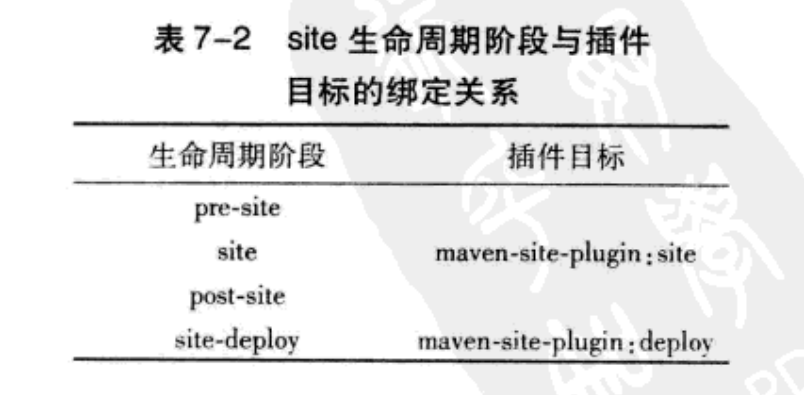 表 7-2 site 生命周期阶段与插件
目标的绑定关系
生命周期阶段 插件目标
pre-site
site maven-site-plugin:site
post-site
site-deploy maven-site-plugin:deploy